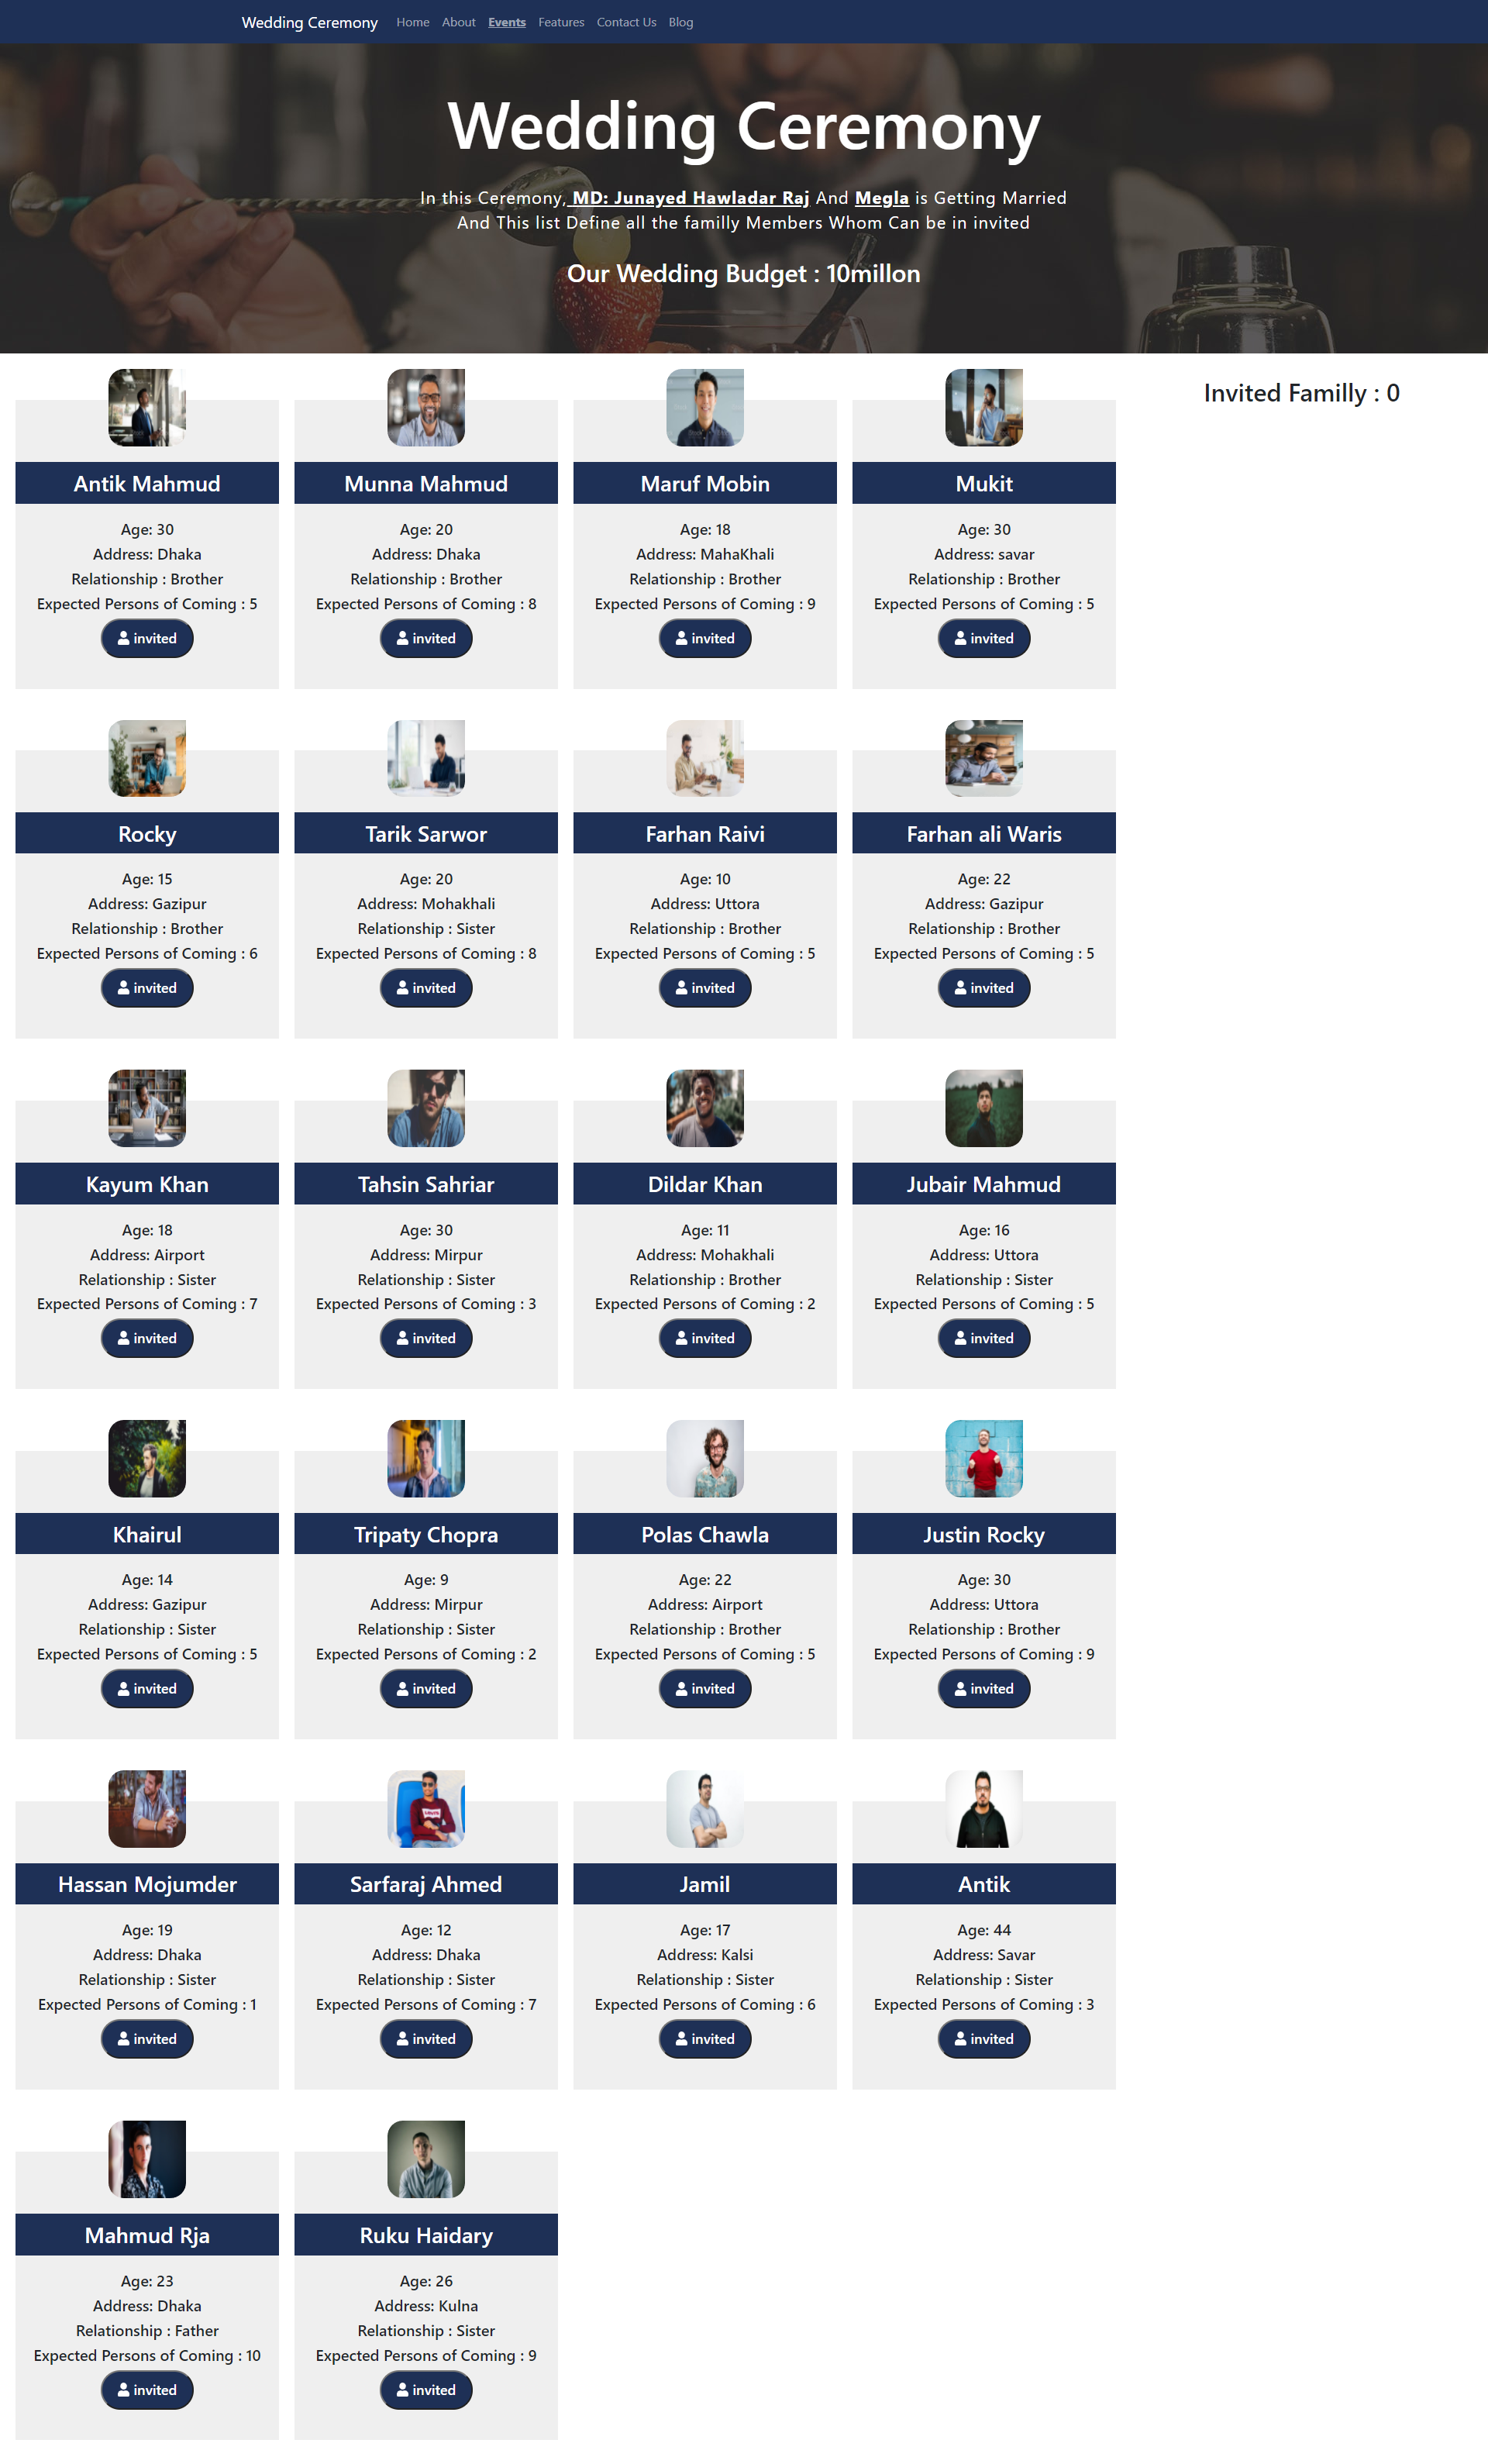 Wedding Ceremony Home About Events Features Contact Us Blog
Wedding Ceremony
In this Ceremony, MD: Junayed Hawladar Raj And Megla is Getting Married
And This list Define all the familly Members Whom Can be in invited
Our Wedding Budget : 10millon
Invited Familly : 0
Antik Mahmud
Age: 30
Address: Dhaka
Relationship : Brother
Expected Persons of Coming : 5
invited
Munna Mahmud
Age: 20
Address: Dhaka
Relationship : Brother
Expected Persons of Coming : 8
invited
Maruf Mobin
Age: 18
Address: MahaKhali
Relationship : Brother
Expected Persons of Coming : 9
invited
Mukit
Age: 30
Address: savar
Relationship : Brother
Expected Persons of Coming : 5
invited
Rocky
Age: 15
Address: Gazipur
Relationship : Brother
Expected Persons of Coming : 6
invited
Tarik Sarwor
Age: 20
Address: Mohakhali
Relationship : Sister
Expected Persons of Coming : 8
invited
Farhan Raivi
Age: 10
Address: Uttora
Relationship : Brother
Expected Persons of Coming : 5
invited
Farhan ali Waris
Age: 22
Address: Gazipur
Relationship : Brother
Expected Persons of Coming : 5
invited
Kayum Khan
Age: 18
Address: Airport
Relationship : Sister
Expected Persons of Coming : 7
invited
Tahsin Sahriar
Age: 30
Address: Mirpur
Relationship : Sister
Expected Persons of Coming : 3
invited
Dildar Khan
Age: 11
Address: Mohakhali
Relationship : Brother
Expected Persons of Coming : 2
invited
Jubair Mahmud
Age: 16
Address: Uttora
Relationship : Sister
Expected Persons of Coming : 5
invited
Khairul
Age: 14
Address: Gazipur
Relationship : Sister
Expected Persons of Coming : 5
invited
Tripaty Chopra
Age: 9
Address: Mirpur
Relationship : Sister
Expected Persons of Coming : 2
invited
Polas Chawla
Age: 22
Address: Airport
Relationship : Brother
Expected Persons of Coming : 5
invited
Justin Rocky
Age: 30
Address: Uttora
Relationship : Brother
Expected Persons of Coming : 9
invited
Hassan Mojumder
Age: 19
Address: Dhaka
Relationship : Sister
Expected Persons of Coming : 1
invited
Sarfaraj Ahmed
Age: 12
Address: Dhaka
Relationship : Sister
Expected Persons of Coming : 7
invited
Jamil
Age: 17
Address: Kalsi
Relationship : Sister
Expected Persons of Coming : 6
invited
Antik
Age: 44
Address: Savar
Relationship : Sister
Expected Persons of Coming : 3
invited
Mahmud Rja
Age: 23
Address: Dhaka
Relationship : Father
Expected Persons of Coming : 10
invited
Ruku Haidary
Age: 26
Address: Kulna
Relationship : Sister
Expected Persons of Coming : 9
invited